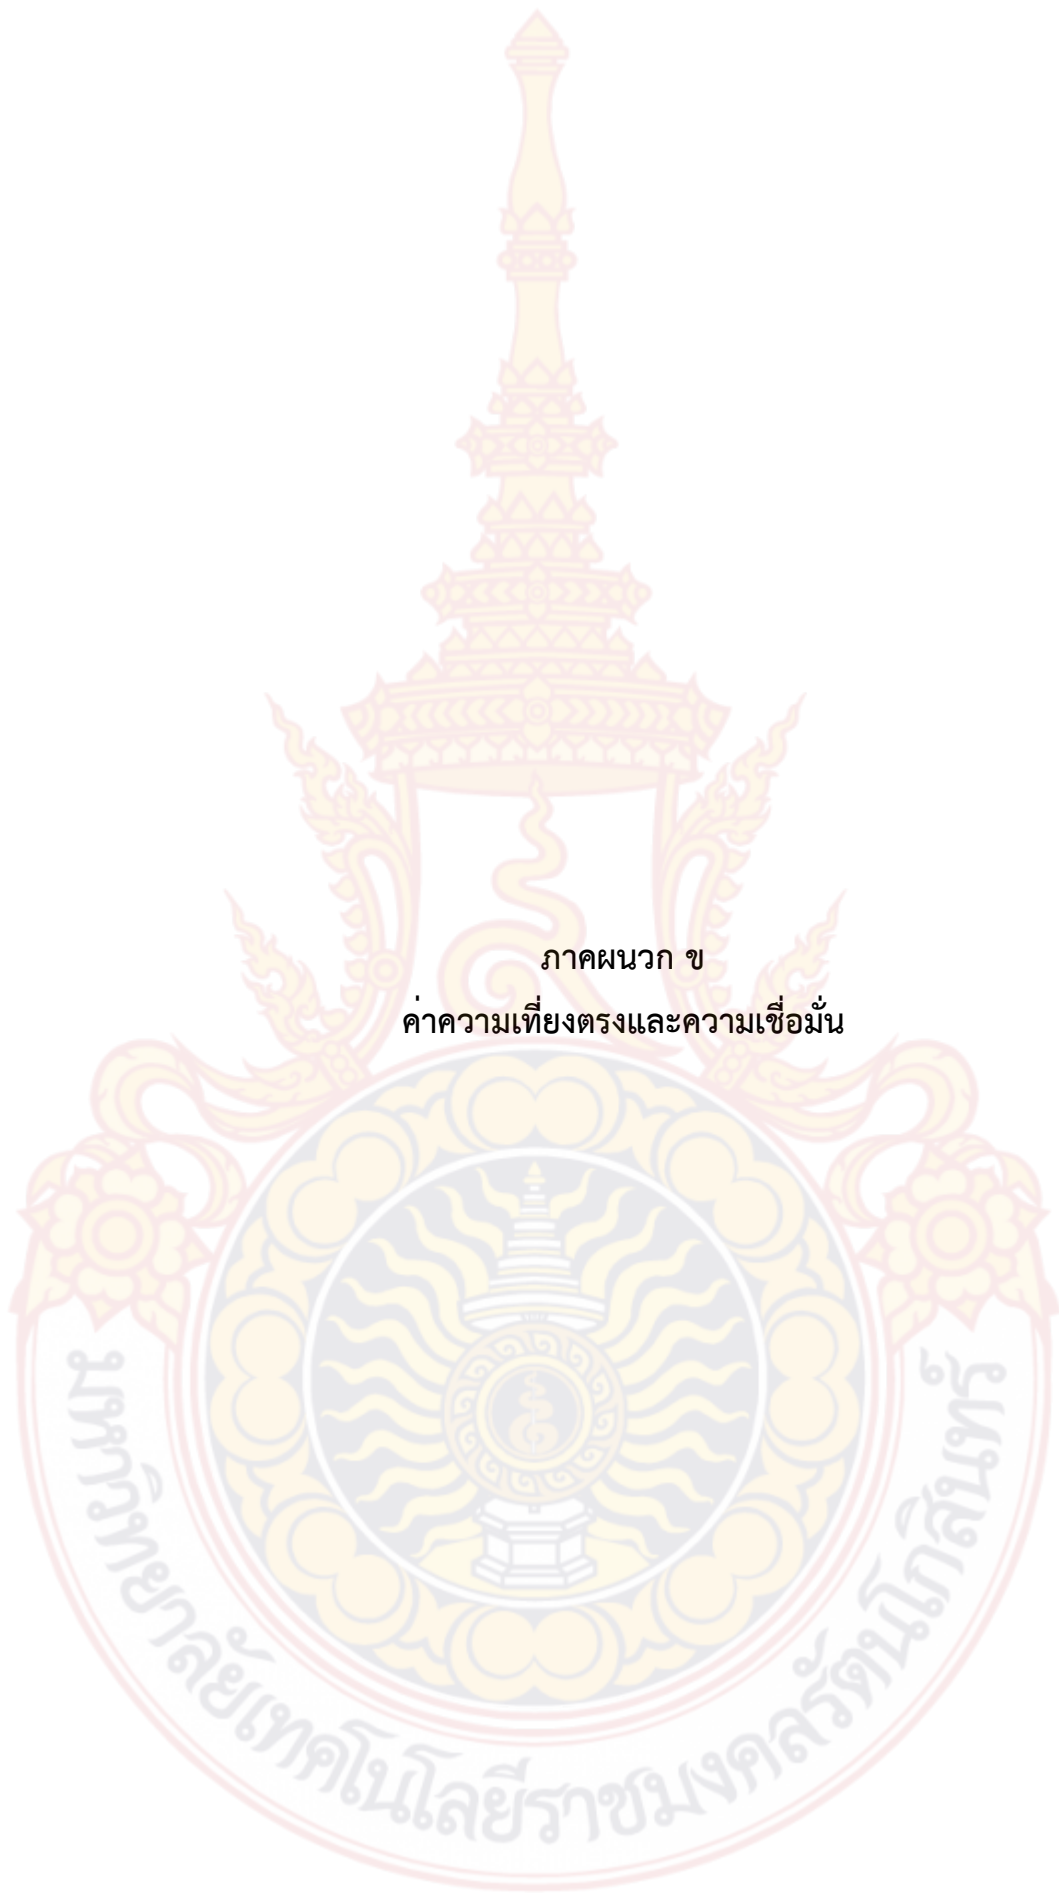 ภาคผนวก ข
ค่าความเที่ยงตรงและความเชื่อมั่น
มหาวิทยาลัยเทคโนโลยีราชมงคลรัตนโกสินทร์